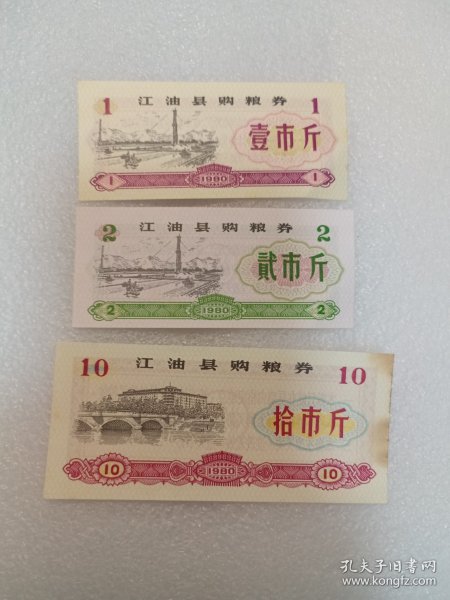 1 江油县购粮券 1
壹市斤
1 1980 1
2 江油县购粮券 2
贰市斤
2 1980 2
10 江油县购粮券 10
拾市斤
10 1980 10
孔夫子旧书网
www.kongfz.com